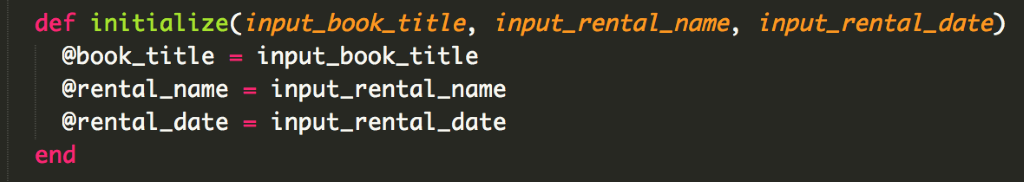 def initialize(input_book_title, input_rental_name, input_rental_date)
@book_title = input_book_title
@rental_name = input_rental_name
@rental_date = input_rental_date
end